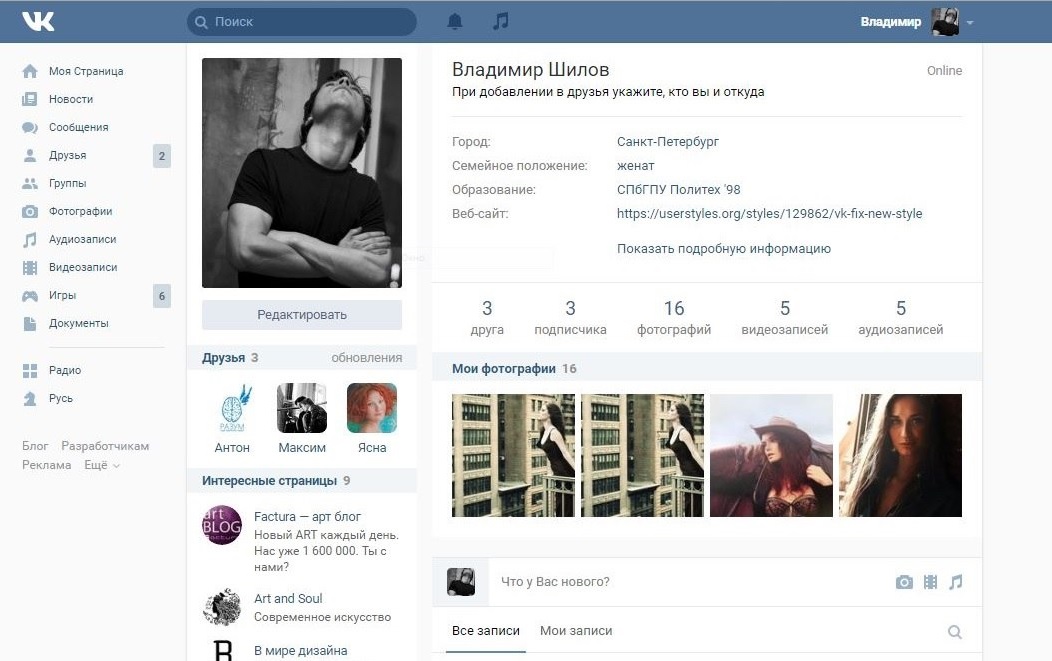 Поиск
Владимир
Моя Страница
Новости
Сообщения
Друзья 2
Группы
Фотографии
Аудиозаписи
Видеозаписи
Игры 6
Документы
Радио
Русь
Блог Разработчикам
Реклама Ещё
Редактировать
Друзья 3 обновления
РАЗУМ
Антон Максим Ясна
Интересные страницы 9
art
BLOG
Factura — арт блог
Новый ART каждый день.
Нас уже 1 600 000. Ты с
нами?
Art and Soul
Современное искусство
В
В мире дизайна
Владимир Шилов Online
При добавлении в друзья укажите, кто вы и откуда
Город: Санкт-Петербург
Семейное положение: женат
Образование: СПбГПУ Политех '98
Веб-сайт: https://userstyles.org/styles/129862/vk-fix-new-style
Показать подробную информацию
3 3 16 5 5
друга подписчика фотографий видеозаписей аудиозаписей
Мои фотографии 16
Что у Вас нового?
Все записи Мои записи